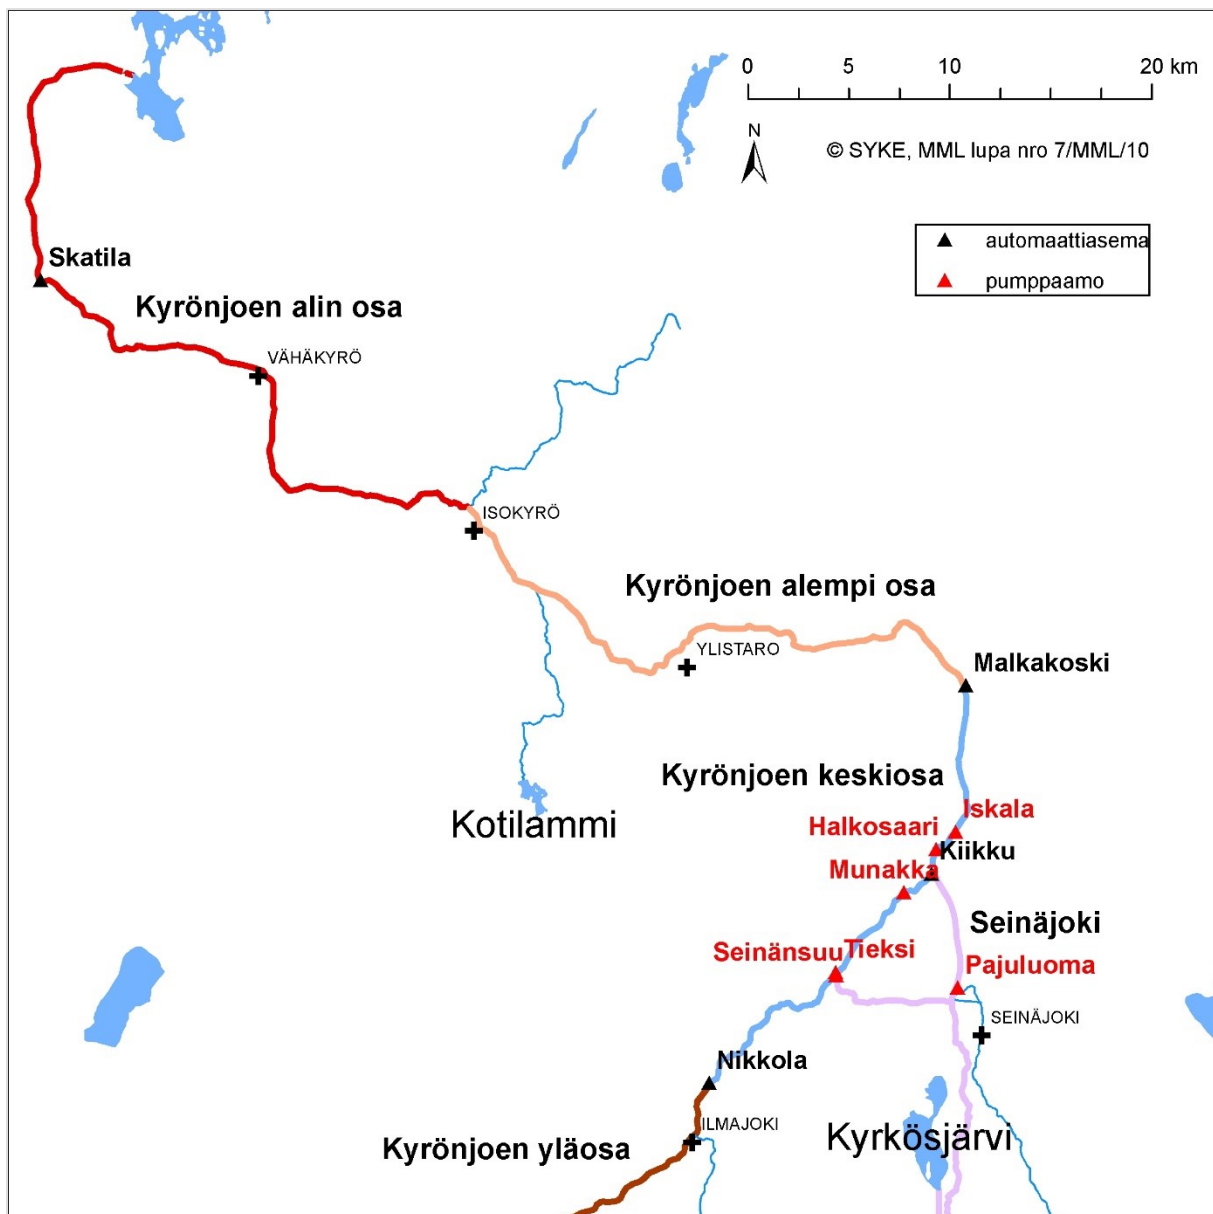 0 5 10 20 km
N
© SYKE, MML lupa nro 7/MML/10
automaattiasema
pumppaamo
Skatila
Kyrönjoen alin osa
VÄHÄKYRÖ
ISOKYRÖ
Kyrönjoen alempi osa
YLISTARO
Malkakoski
Kyrönjoen keskiosa
Iskala
Kotilammi
Halkosaari
Kiikku
Munakka
Seinäjoki
Seinänsuu
Tieksi
Pajuluoma
SEINÄJOKI
Nikkola
ILMAJOKI
Kyrkösjärvi
Kyrönjoen yläosa